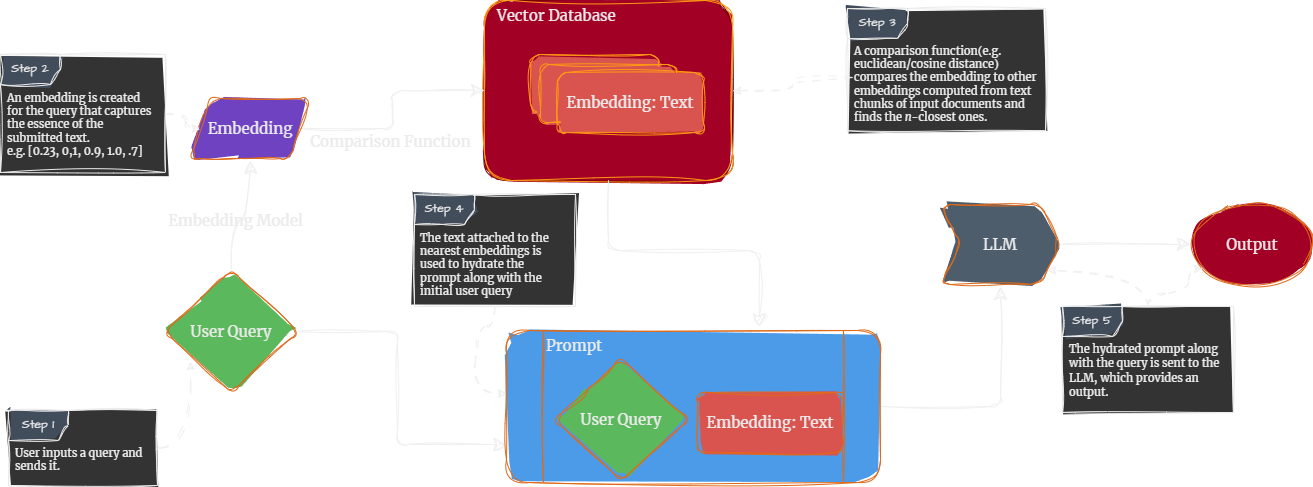 Vector Database
Embedding: Text
Step 3
A comparison function(e.g.
euclidean/cosine distance)
compares the embedding to other
embeddings computed from text
chunks of input documents and
finds the n-closest ones.
Step 2
An embedding is created
for the query that captures
the essence of the
submitted text.
e.g. [0.23, 0,1, 0.9, 1.0, .7]
Embedding
Comparison Function
Embedding Model
Step 4
The text attached to the
nearest embeddings is
used to hydrate the
prompt along with the
initial user query
LLM
Output
User Query
Step 5
The hydrated prompt along
with the query is sent to the
LLM, which provides an
output.
Prompt
User Query
Embedding: Text
Step 1
User inputs a query and
sends it.